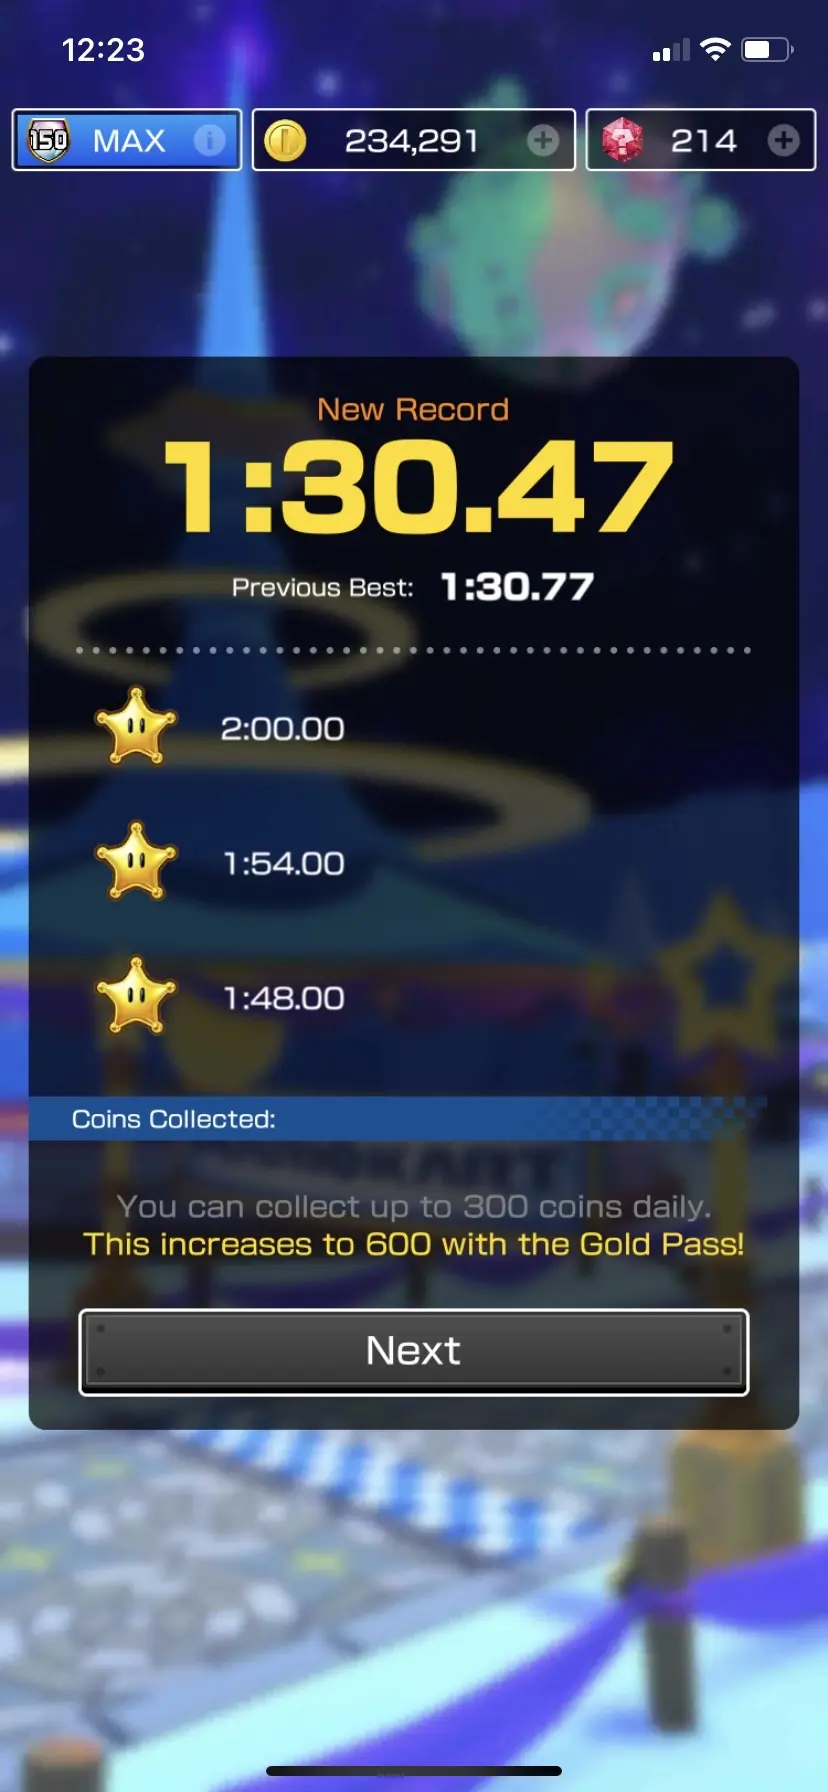 12:23
150 MAX i 234,291 + ? 214 +
New Record
1:30.47
Previous Best: 1:30.77
2:00.00
1:54.00
1:48.00
Coins Collected:
MARIOKART
You can collect up to 300 coins daily.
This increases to 600 with the Gold Pass!
Next